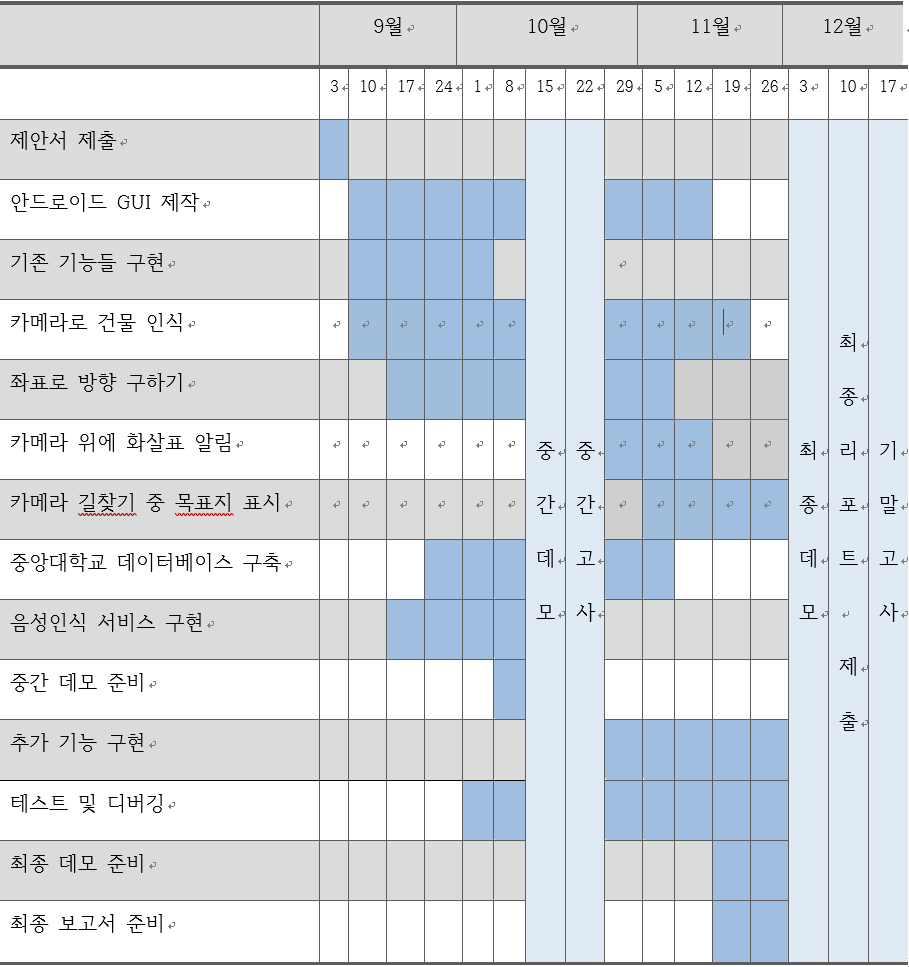 9월 10월 11월 12월
3 10 17 24 1 8 15 22 29 5 12 19 26 3 10 17
제안서 제출
안드로이드 GUI 제작
기존 기능들 구현
카메라로 건물 인식
좌표로 방향 구하기
카메라 위에 화살표 알림
카메라 길찾기 중 목표지 표시
중앙대학교 데이터베이스 구축
음성인식 서비스 구현
중간 데모 준비
추가 기능 구현
테스트 및 디버깅
최종 데모 준비
최종 보고서 준비
중간데모
중간고사
최종데모
최종리포트 제출
기말고사